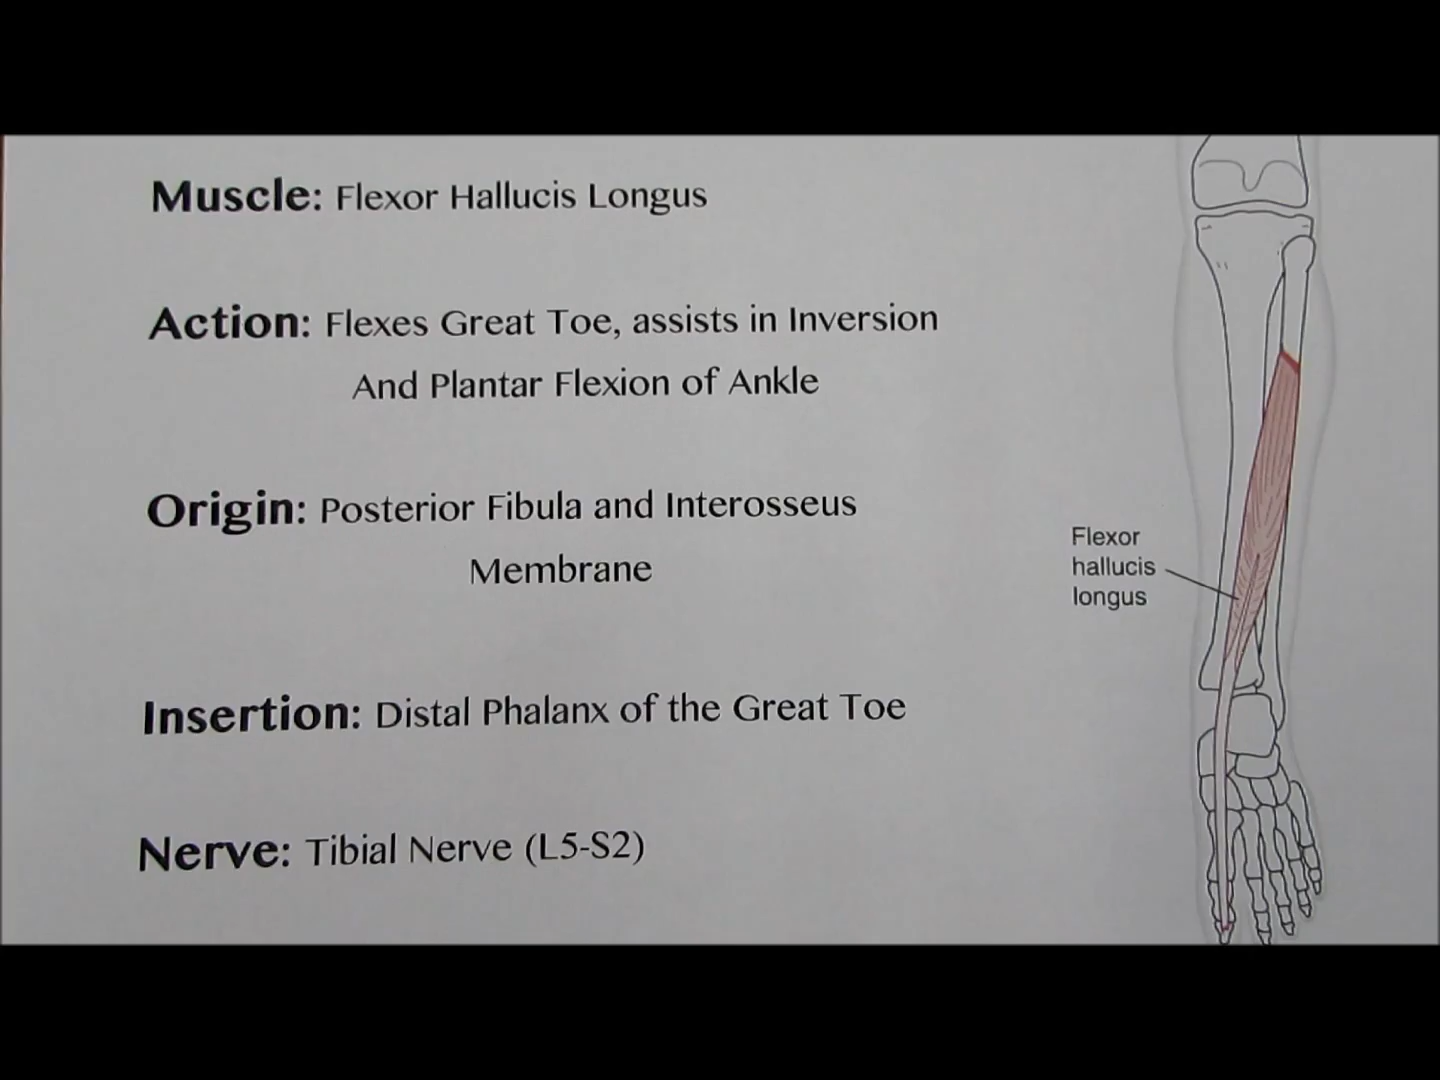 Muscle: Flexor Hallucis Longus
Action: Flexes Great Toe, assists in Inversion
And Plantar Flexion of Ankle
Origin: Posterior Fibula and Interosseus
Membrane
Flexor
hallucis
longus
Insertion: Distal Phalanx of the Great Toe
Nerve: Tibial Nerve (L5-S2)